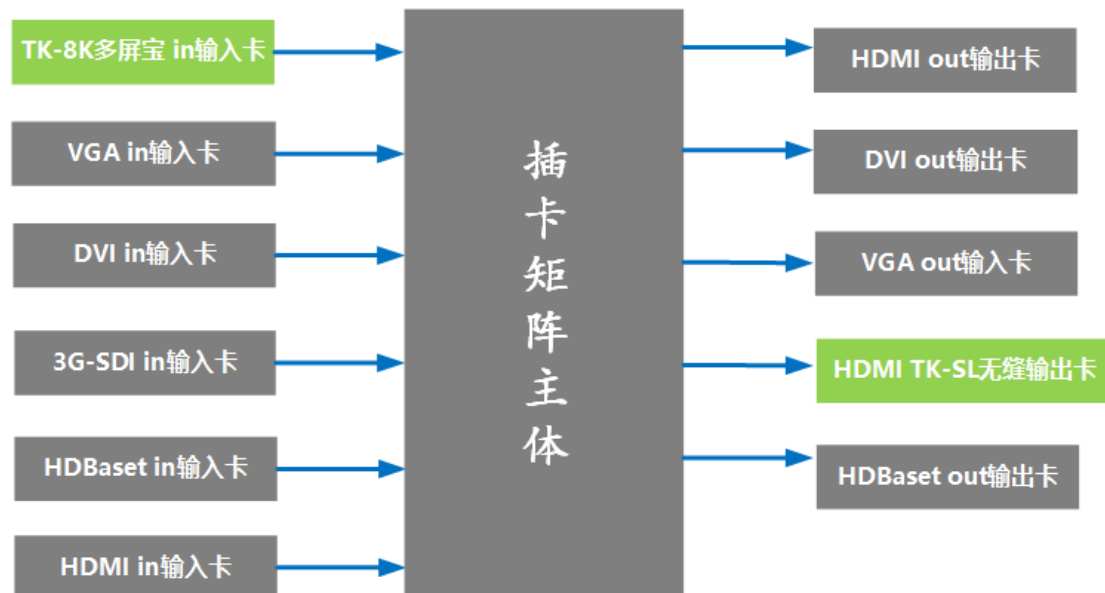 TK-8K多屏宝 in输入卡
VGA in输入卡
DVI in输入卡
3G-SDI in输入卡
HDBaset in输入卡
HDMI in输入卡
插卡矩阵主体
HDMI out输出卡
DVI out输出卡
VGA out输入卡
HDMI TK-SL无缝输出卡
HDBaset out输出卡